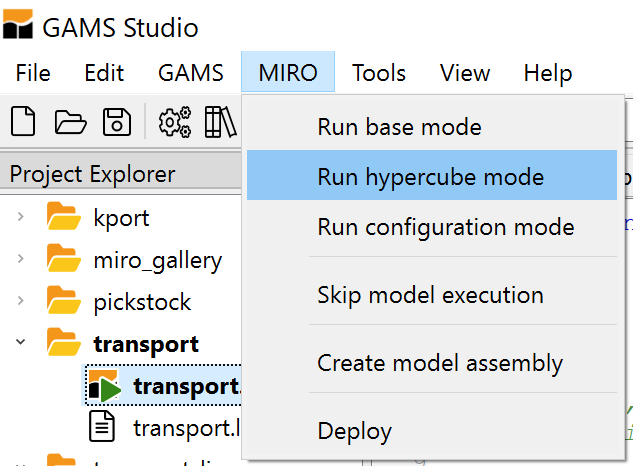 GAMS Studio
File Edit GAMS MIRO Tools View Help
Run base mode
Run hypercube mode
Run configuration mode
Skip model execution
Create model assembly
Deploy
Project Explorer
kport
miro_gallery
pickstock
transport
transport.
transport.l